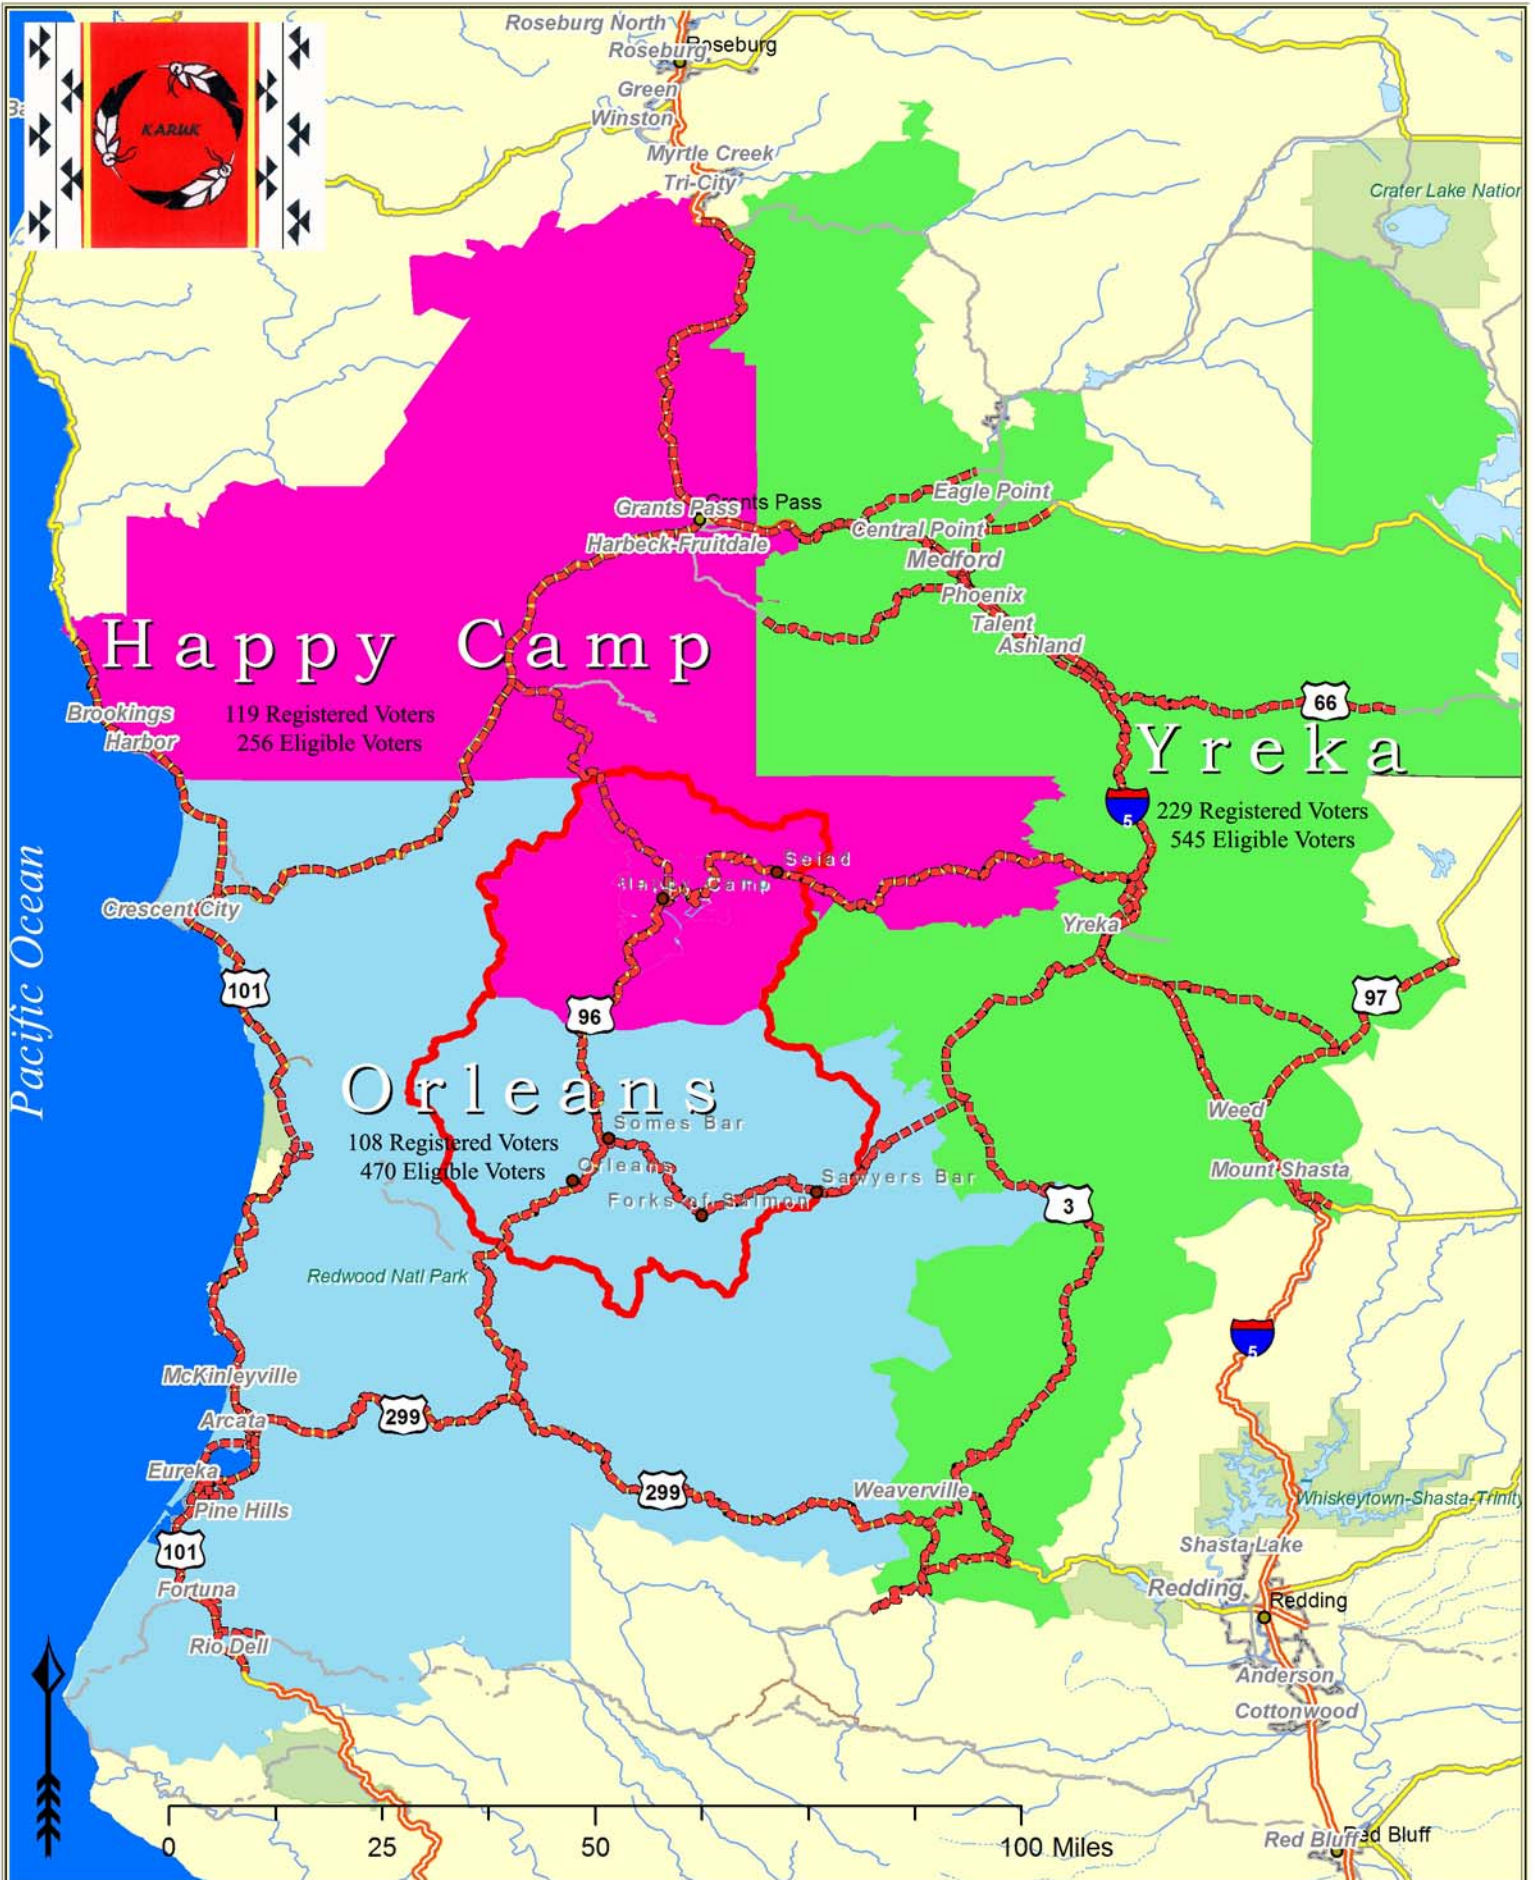 Roseburg North
Roseburg
Roseburg
Green
Winston
KARUK
Myrtle Creek
Tri-City
Crater Lake Nation
Eagle Point
Grants Pass
Grants Pass
Central Point
Harbeck-Fruitdale
Medford
Phoenix
Talent
Ashland
Happy Camp
66
Brookings
Harbor
119 Registered Voters
256 Eligible Voters
Yreka
5
229 Registered Voters
545 Eligible Voters
Seiad
Happy Camp
Crescent City
Yreka
Pacific Ocean
101
97
96
Orleans
108 Registered Voters
470 Eligible Voters
Somes Bar
Orleans
Forks of Salmon
Sawyers Bar
Weed
Mount Shasta
3
Redwood Natl Park
5
McKinleyville
Arcata
299
Eureka
299
Weaverville
Pine Hills
Whiskeytown-Shasta-Trinity
101
Shasta Lake
Fortuna
Redding
Redding
Rio Dell
Anderson
Cottonwood
0 25 50 100 Miles
Red Bluff
Red Bluff